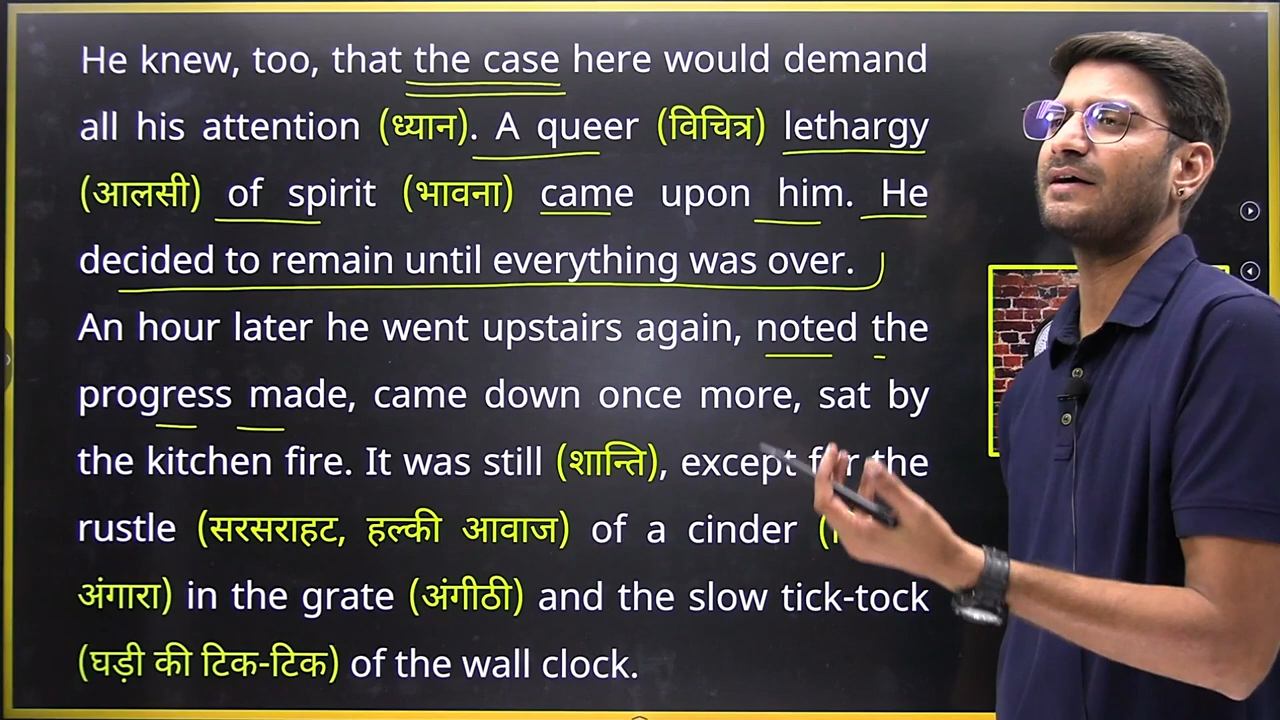 He knew, too, that the case here would demand
all his attention (ध्यान). A queer (विचित्र) lethargy
(आलसी) of spirit (भावना) came upon him. He
decided to remain until everything was over.
An hour later he went upstairs again, noted the
progress made, came down once more, sat by
the kitchen fire. It was still (शान्ति), except for the
rustle (सरसराहट, हल्की आवाज) of a cinder
अंगारा) in the grate (अंगीठी) and the slow tick-tock
(घड़ी की टिक-टिक) of the wall clock.